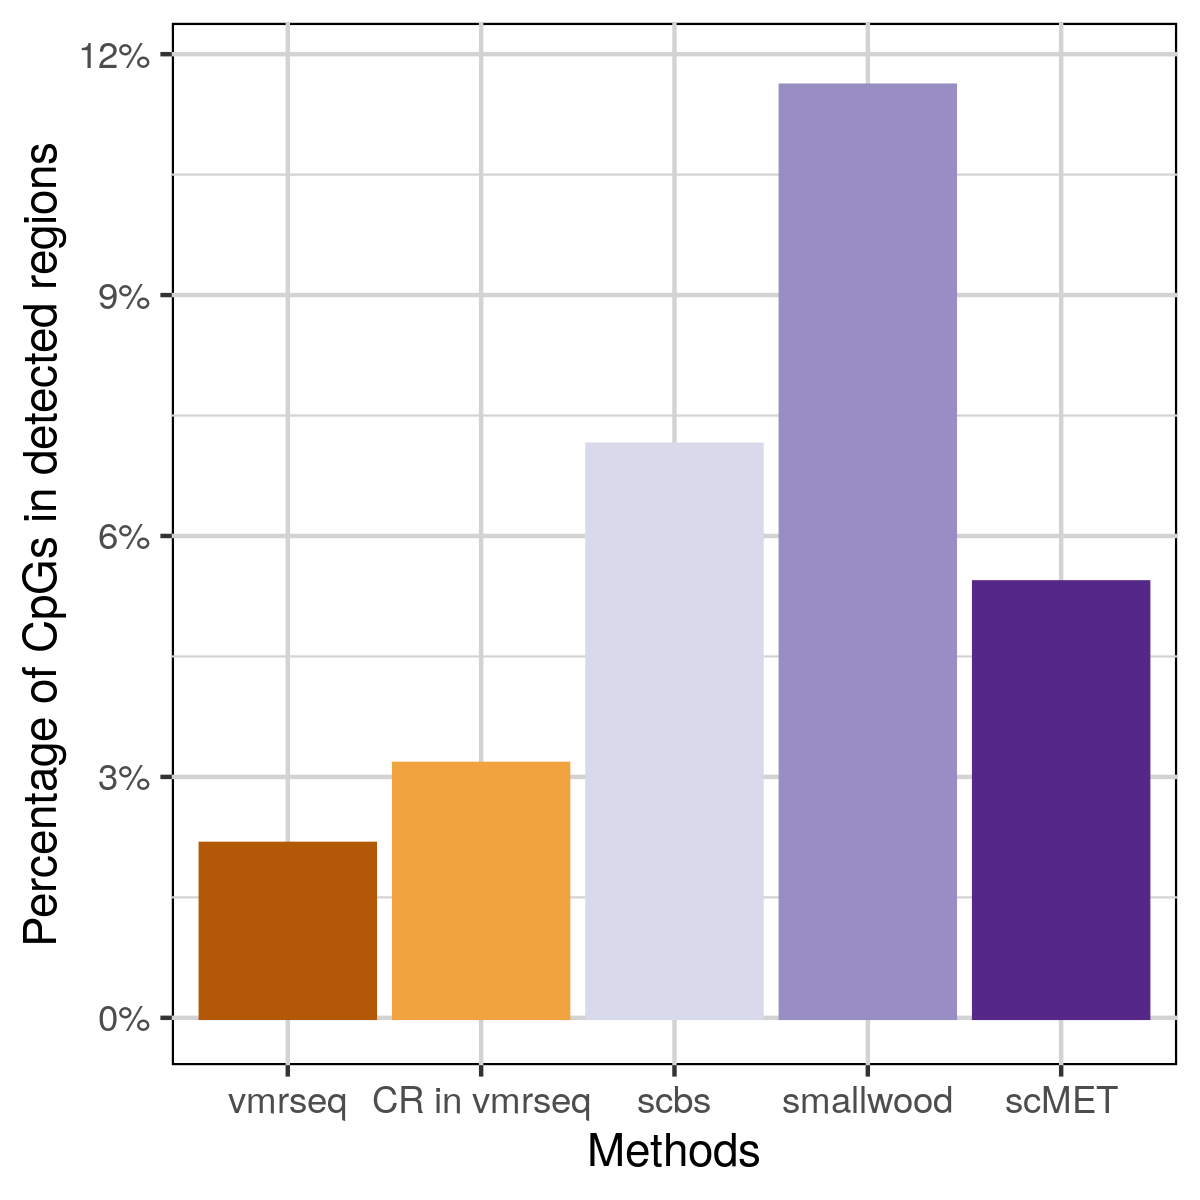 Percentage of CpGs in detected regions
12%
9%
6%
3%
0%
vmrseq CR in vmrseq scbs smallwood scMET
Methods